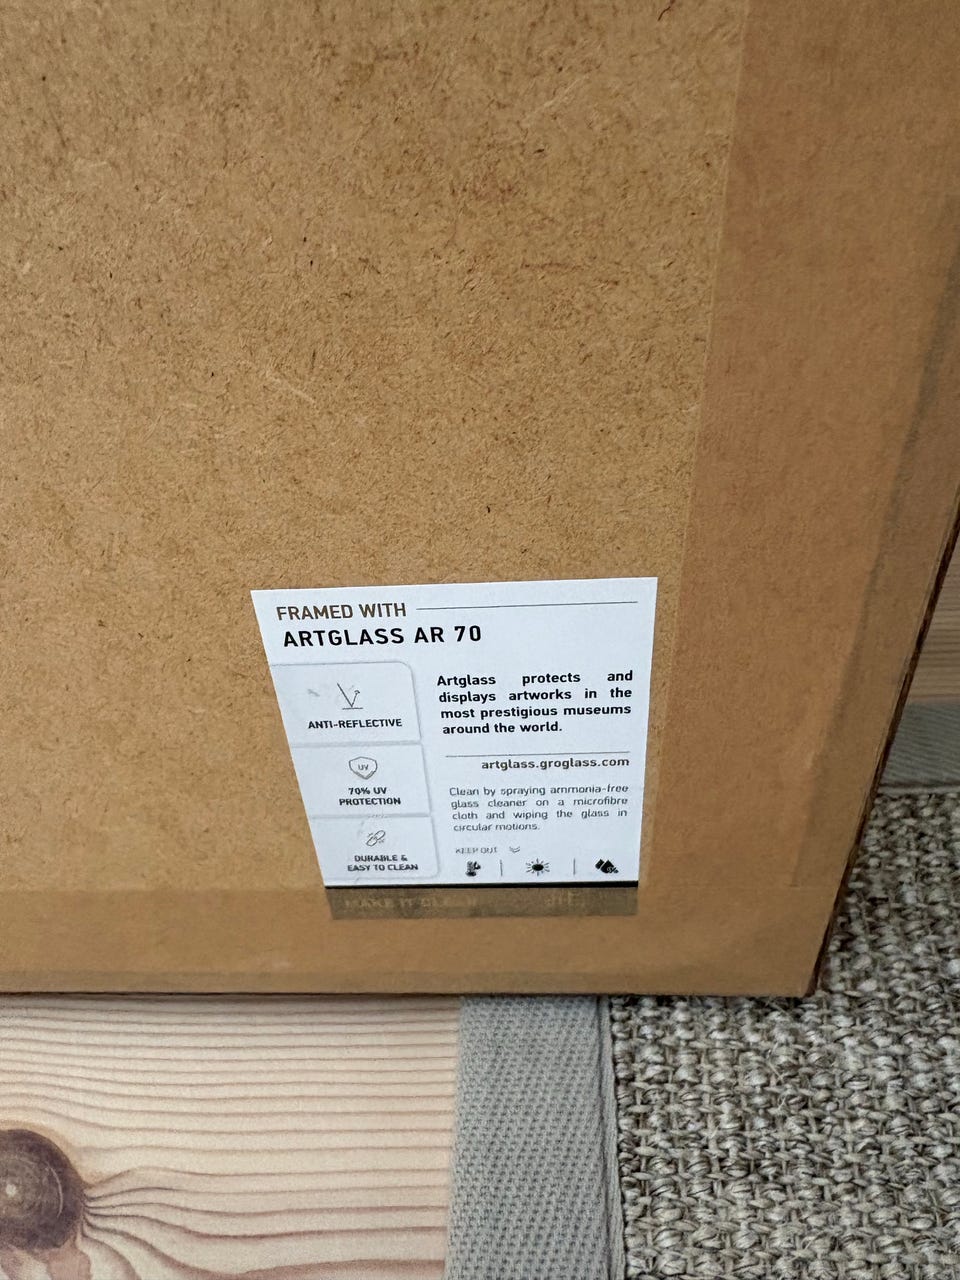 FRAMED WITH
ARTGLASS AR 70
ANTI-REFLECTIVE
UV
70% UV
PROTECTION
DURABLE &
EASY TO CLEAN
Artglass protects and
displays artworks in the
most prestigious museums
around the world.
artglass.groglass.com
Clean by spraying ammonia-free
glass cleaner on a microfibre
cloth and wiping the glass in
circular motions.
KEEP OUT
MAKE IT